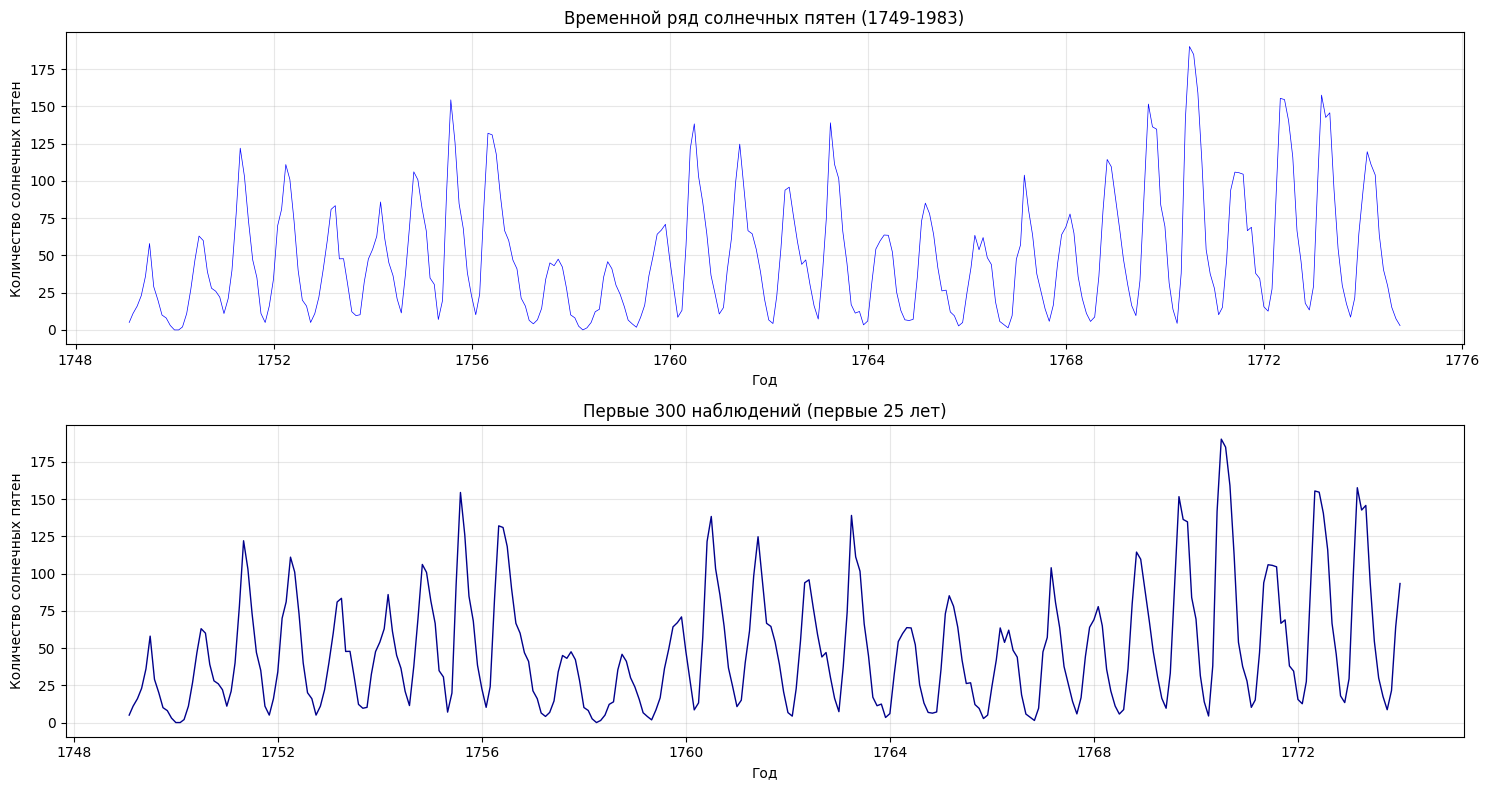 Временной ряд солнечных пятен (1749-1983)
Количество солнечных пятен
175
150
125
100
75
50
25
0
1748 1752 1756 1760 1764 1768 1772 1776
Год
Первые 300 наблюдений (первые 25 лет)
Количество солнечных пятен
175
150
125
100
75
50
25
0
1748 1752 1756 1760 1764 1768 1772
Год